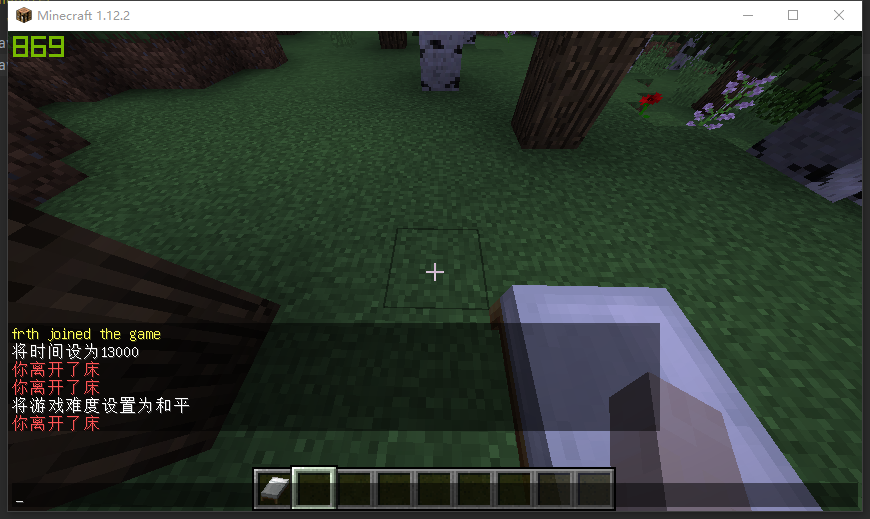 Minecraft 1.12.2
869
frth joined the game
将时间设为13000
你离开了床
你离开了床
将游戏难度设置为和平
你离开了床
_